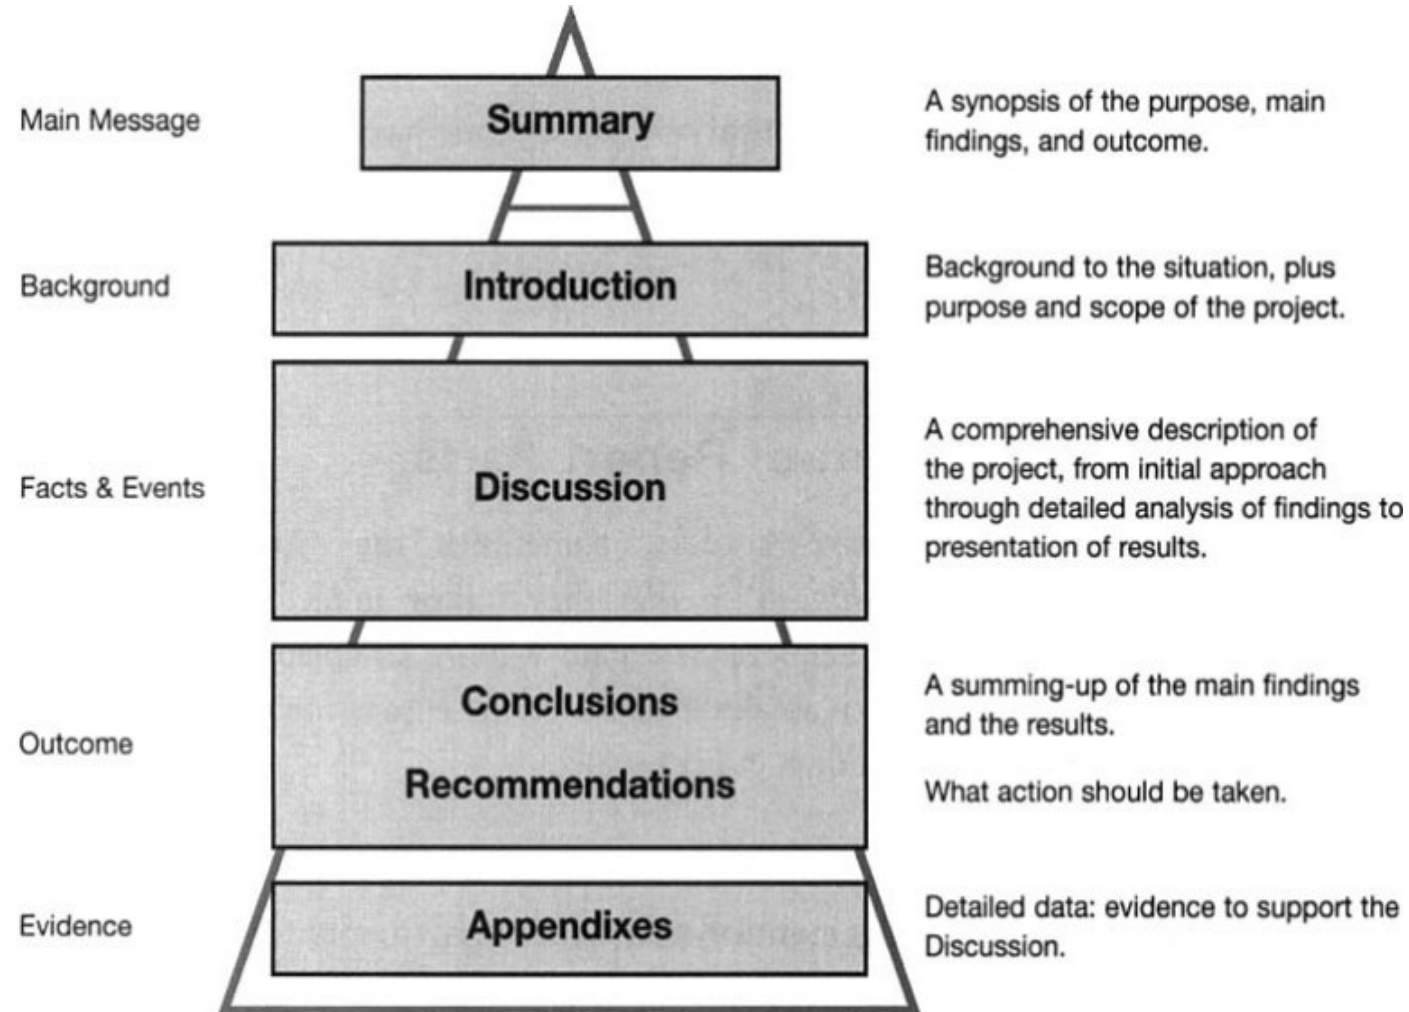 Main Message
Summary
A synopsis of the purpose, main
findings, and outcome.
Background
Introduction
Background to the situation, plus
purpose and scope of the project.
Facts & Events
Discussion
A comprehensive description of
the project, from initial approach
through detailed analysis of findings to
presentation of results.
Outcome
Conclusions
Recommendations
A summing-up of the main findings
and the results.
What action should be taken.
Evidence
Appendixes
Detailed data: evidence to support the
Discussion.